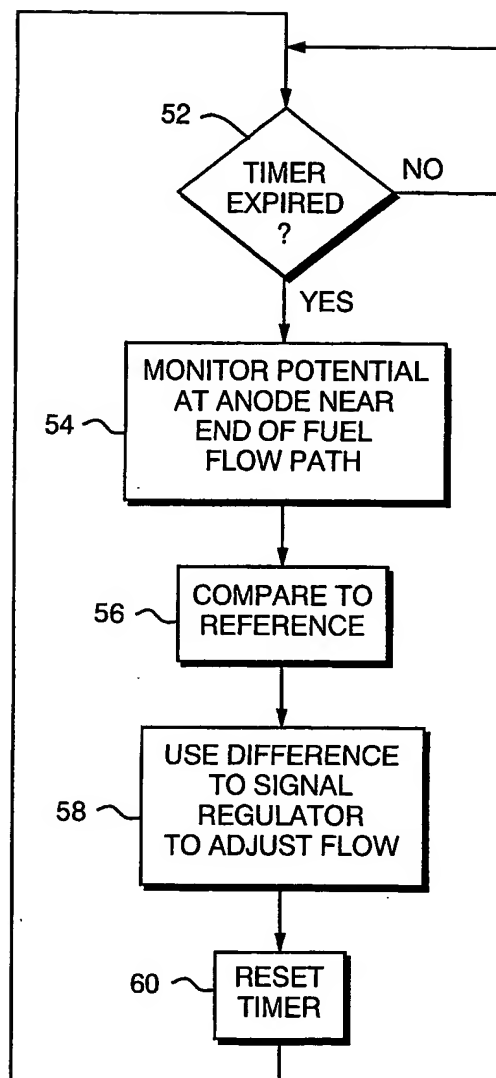 52
TIMER
EXPIRED
?
NO
YES
54
MONITOR POTENTIAL
AT ANODE NEAR
END OF FUEL
FLOW PATH
56
COMPARE TO
REFERENCE
58
USE DIFFERENCE
TO SIGNAL
REGULATOR
TO ADJUST FLOW
60
RESET
TIMER